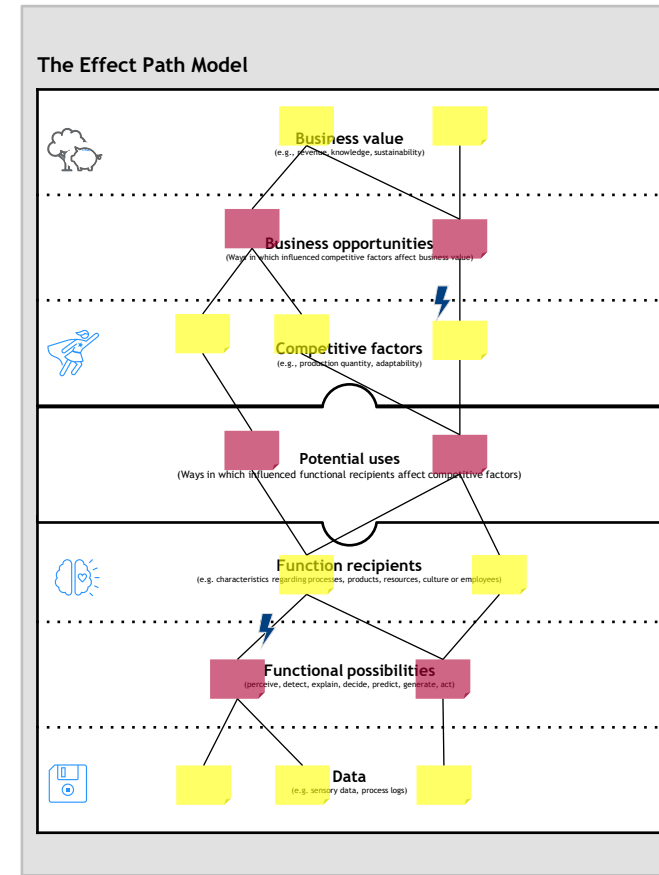 The Effect Path Model
Business value
(e.g., revenue, knowledge, sustainability)
Business opportunities
(Ways in which influenced competitive factors affect business value)
Competitive factors
(e.g., production quantity, adaptability)
Potential uses
(Ways in which influenced functional recipients affect competitive factors)
Function recipients
(e.g. characteristics regarding processes, products, resources, culture or employees)
Functional possibilities
(perceive, detect, explain, decide, predict, generate, act)
Data
(e.g. sensory data, process logs)